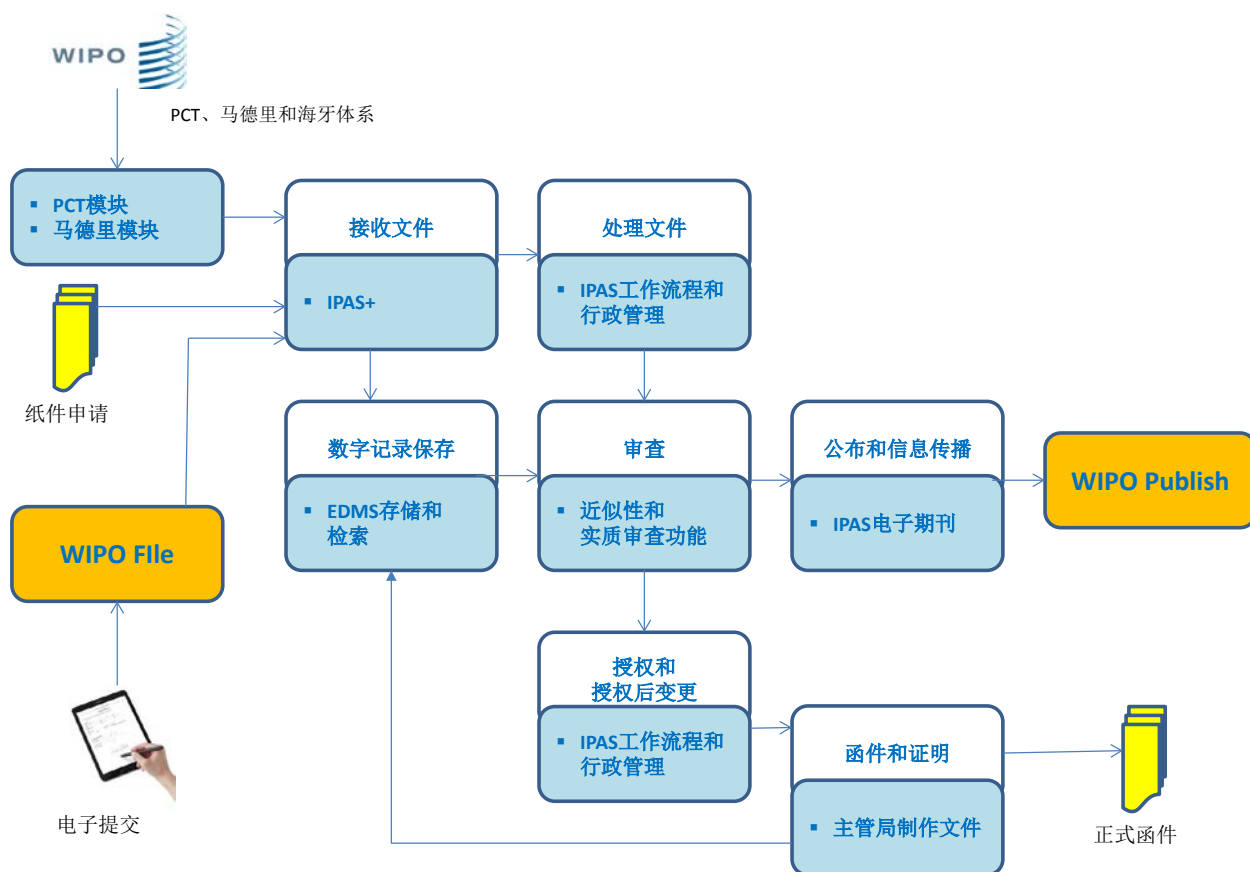 WIPO
PCT、马德里和海牙体系
▪ PCT模块
▪ 马德里模块
接收文件
▪ IPAS+
处理文件
▪ IPAS工作流程和
行政管理
纸件申请
数字记录保存
▪ EDMS存储和
检索
审查
▪ 近似性和
实质审查功能
公布和信息传播
▪ IPAS电子期刊
WIPO Publish
WIPO FIle
授权和
授权后变更
▪ IPAS工作流程和
行政管理
函件和证明
▪ 主管局制作文件
电子提交
正式函件